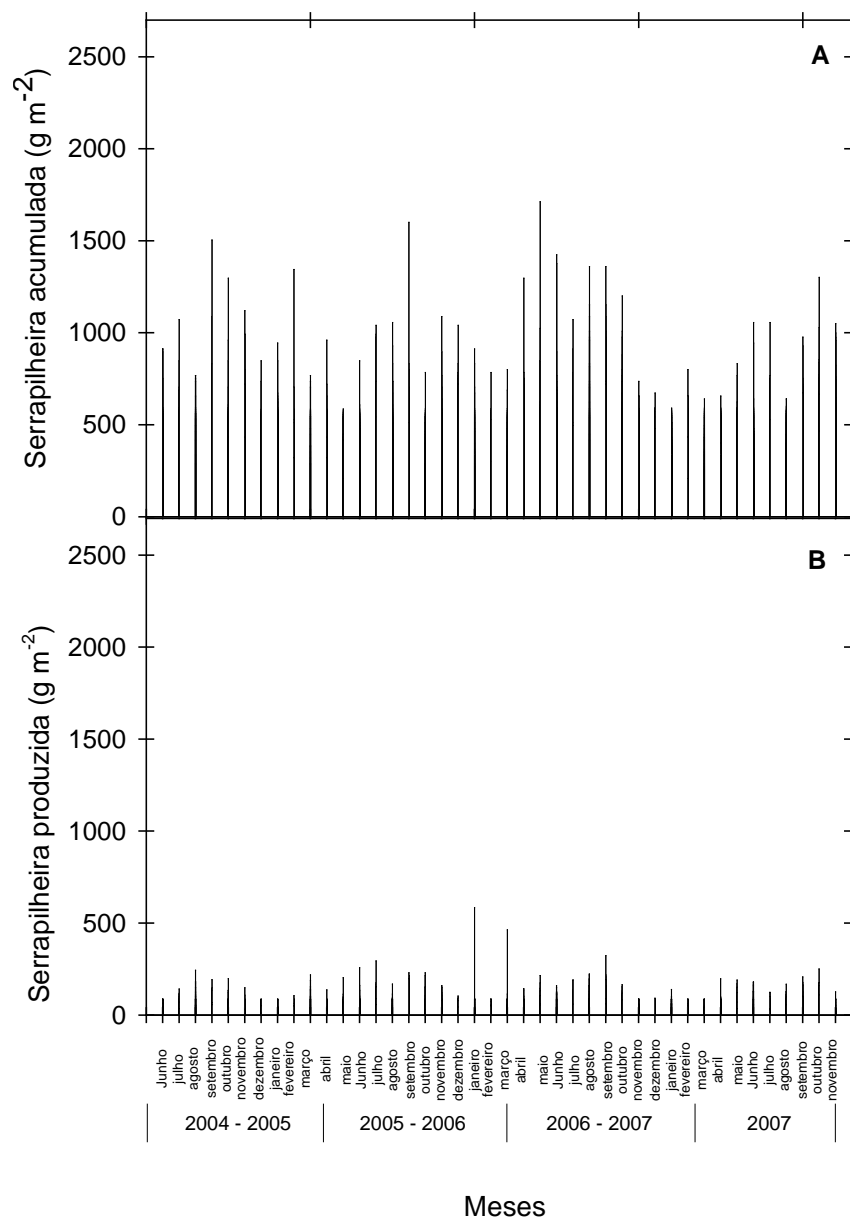 Serrapilheira acumulada (g m-2)
2500
2000
1500
1000
500
0
A
Serrapilheira produzida (g m-2)
2500
2000
1500
1000
500
0
B
Junho
julho
agosto
setembro
outubro
novembro
dezembro
janeiro
fevereiro
março
abril
maio
Junho
julho
agosto
setembro
outubro
novembro
dezembro
janeiro
fevereiro
março
abril
maio
Junho
julho
agosto
setembro
outubro
novembro
dezembro
janeiro
fevereiro
março
abril
maio
Junho
julho
agosto
setembro
outubro
novembro
2004 - 2005
2005 - 2006
2006 - 2007
2007
Meses